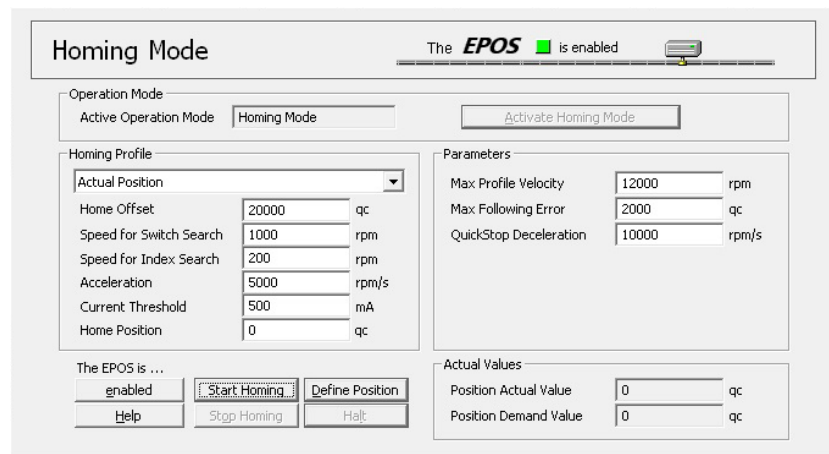 Homing Mode
The EPOS is enabled
Operation Mode
Active Operation Mode Homing Mode Activate Homing Mode
Homing Profile
Actual Position
Home Offset 20000 qc
Speed for Switch Search 1000 rpm
Speed for Index Search 200 rpm
Acceleration 5000 rpm/s
Current Threshold 500 mA
Home Position 0 qc
Parameters
Max Profile Velocity 12000 rpm
Max Following Error 2000 qc
QuickStop Deceleration 10000 rpm/s
The EPOS is ...
enabled Start Homing Define Position
Help Stop Homing Halt
Actual Values
Position Actual Value 0 qc
Position Demand Value 0 qc